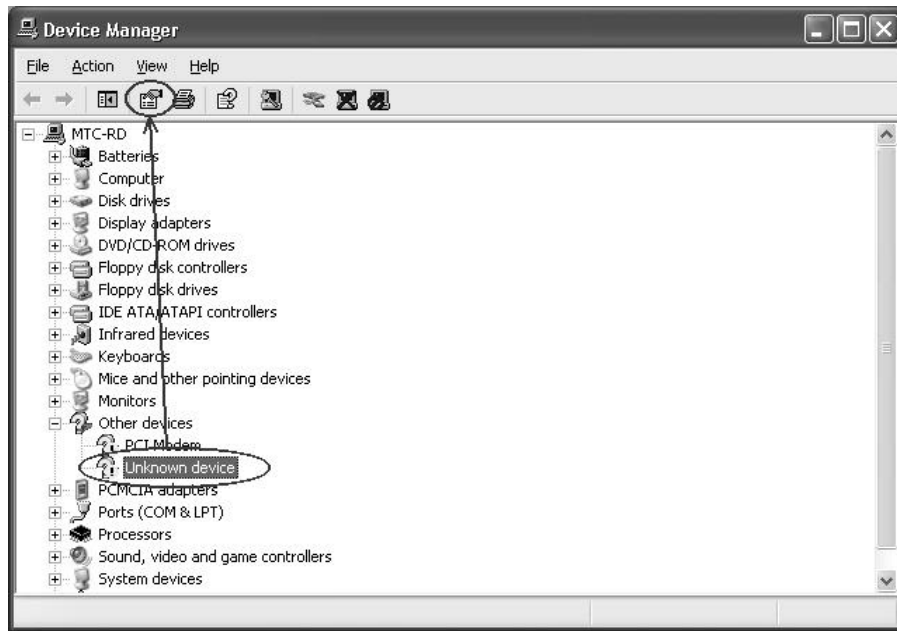 Device Manager
File Action View Help
MTC-RD
Batteries
Computer
Disk drives
Display adapters
DVD/CD-ROM drives
Floppy disk controllers
Floppy disk drives
IDE ATA/ATAPI controllers
Infrared devices
Keyboards
Mice and other pointing devices
Monitors
Other devices
PCI Modem
Unknown device
PCMCIA adapters
Ports (COM & LPT)
Processors
Sound, video and game controllers
System devices